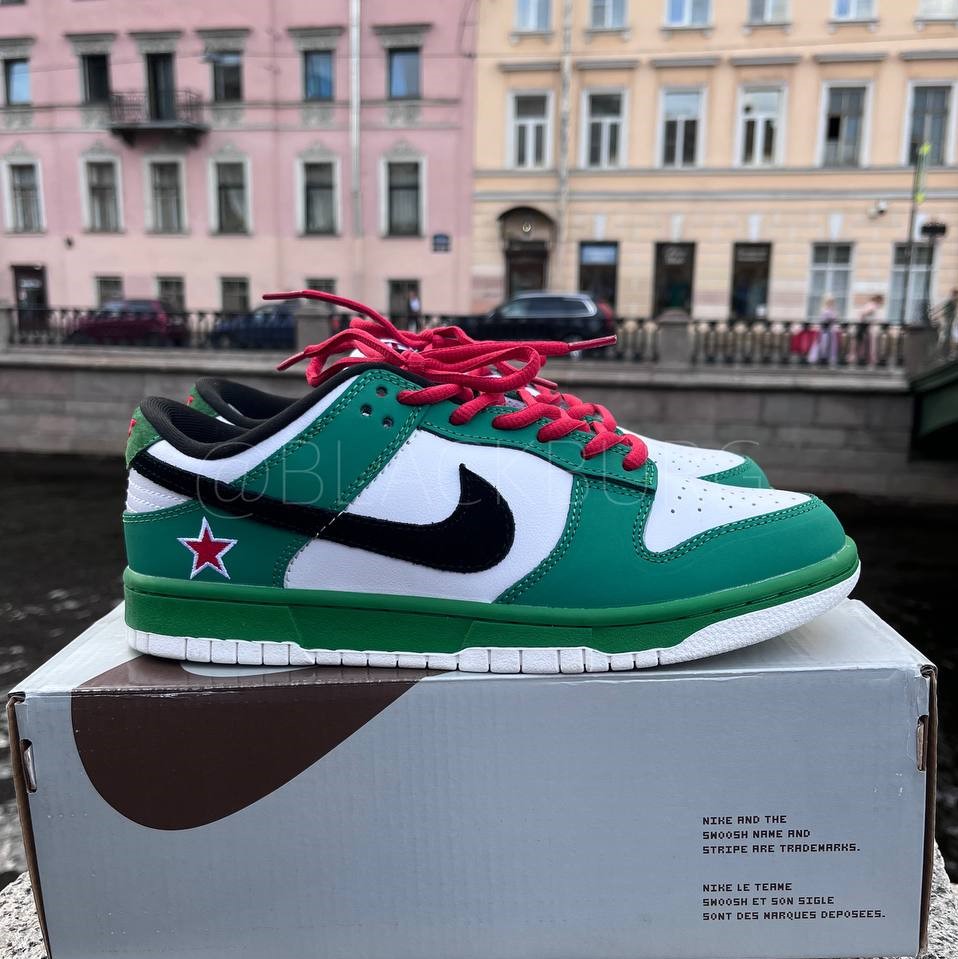 @BLACKPURG
NIKE AND THE
SWOOSH NAME AND
STRIPE ARE TRADEMARKS.
NIKE LE TERME
SWOOSH ET SON SIGLE
SONT DES MARQUES DEPOSEES.